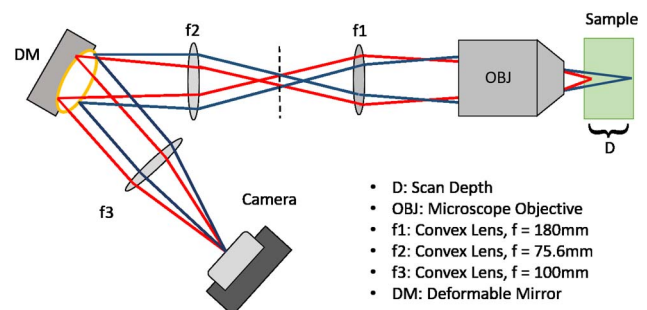 DM
f2
f1
Sample
OBJ
D
f3
Camera
• D: Scan Depth
• OBJ: Microscope Objective
• f1: Convex Lens, f = 180mm
• f2: Convex Lens, f = 75.6mm
• f3: Convex Lens, f = 100mm
• DM: Deformable Mirror